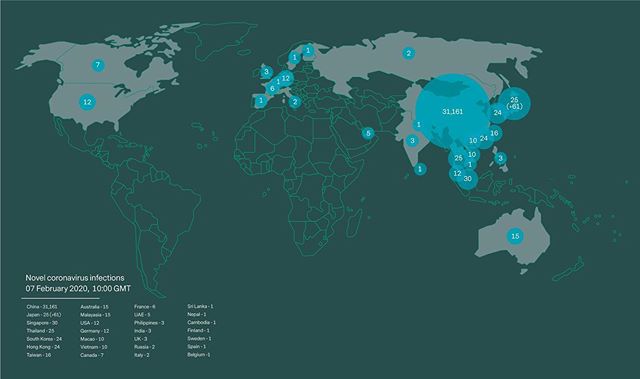 1
1
2
7
3
12
1
6
12
1
2
31,161
25
(+61)
24
5
1
3
16
24
10
25
10
1
3
1
12
30
15
Novel coronavirus infections
07 February 2020, 10:00 GMT
China - 31,161
Japan - 25 (+61)
Singapore - 30
Thailand - 25
South Korea - 24
Hong Kong - 24
Taiwan - 16
Australia - 15
Malayasia - 15
USA - 12
Germany - 12
Macao - 10
Vietnam - 10
Canada - 7
France - 6
UAE - 5
Philippines - 3
India - 3
UK - 3
Russia - 2
Italy - 2
Sri Lanka - 1
Nepal - 1
Cambodia - 1
Finland - 1
Sweden - 1
Spain - 1
Belgium - 1